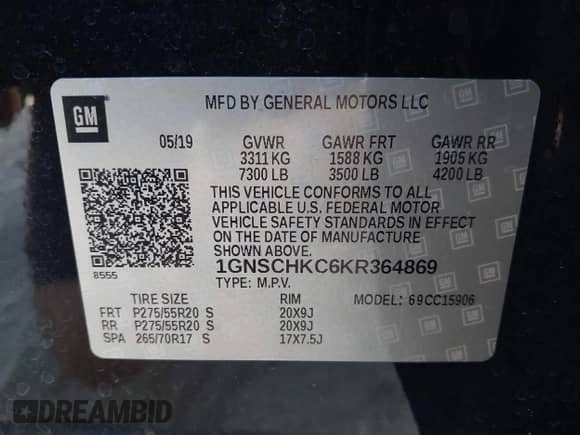 GM
MFD BY GENERAL MOTORS LLC
05/19 GVWR GAWR FRT GAWR RR
3311 KG 1588 KG 1905 KG
7300 LB 3500 LB 4200 LB
THIS VEHICLE CONFORMS TO ALL
APPLICABLE U.S. FEDERAL MOTOR
VEHICLE SAFETY STANDARDS IN EFFECT
ON THE DATE OF MANUFACTURE
SHOWN ABOVE.
8555
1GNSCHKC6KR364869
TYPE: M.P.V.
TIRE SIZE RIM MODEL: 69CC15906
FRT P275/55R20 S 20X9J
RR P275/55R20 S 20X9J
SPA 265/70R17 S 17X7.5J
DREAMBID